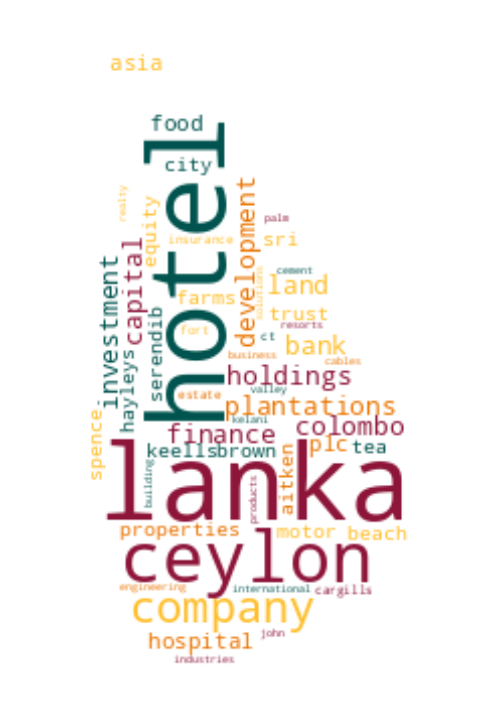 asia
food
city
hotel
realty
equity
insurance
development
palm
sri
capital
investment
cement
solutions
land
farms
serendib
trust
resorts
fort
ct
bank
hayleys
business
cables
holdings
valley
estate
plantations
spence
kelani
colombo
finance
plc
tea
keells
brown
lanka
aitken
building
products
properties
motor
beach
ceylon
engineering
international
cargills
company
john
hospital
industries